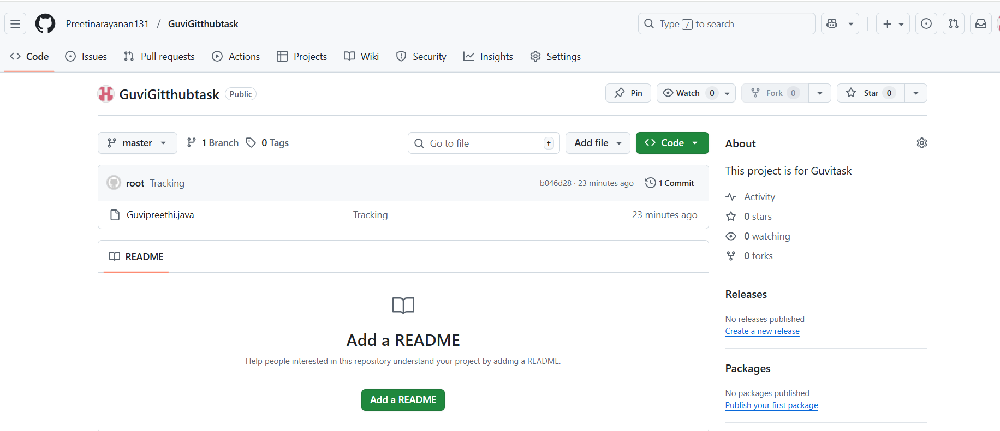 Preetinarayanan131 / GuviGitthubtask
Type / to search
Code Issues Pull requests Actions Projects Wiki Security Insights Settings
GuviGitthubtask Public
Pin Watch 0 Fork 0 Star 0
master 1 Branch 0 Tags
Go to file t
Add file
Code
About
This project is for Guvitask
root Tracking b046d28 · 23 minutes ago 1 Commit
Guvipreethi.java Tracking 23 minutes ago
README
Add a README
Help people interested in this repository understand your project by adding a README.
Add a README
Activity
0 stars
0 watching
0 forks
Releases
No releases published
Create a new release
Packages
No packages published
Publish your first package